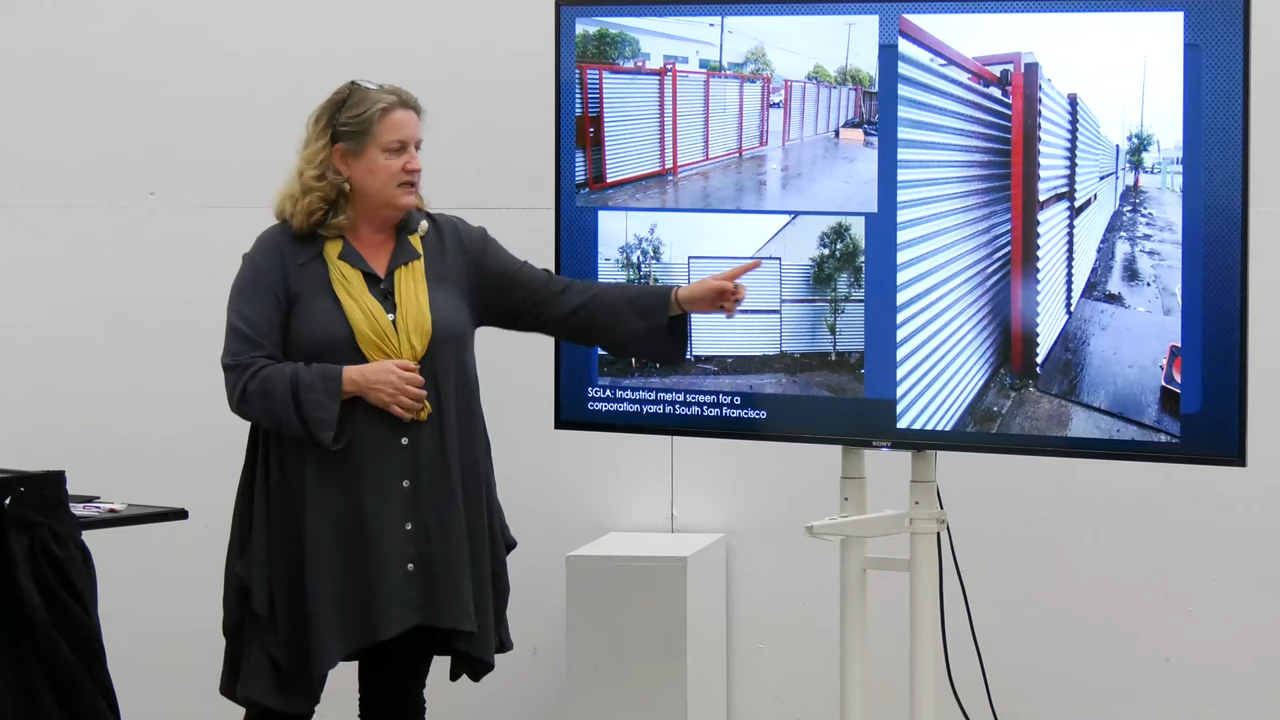 SGLA: Industrial metal screen for a
corporation yard in South San Francisco
SONY